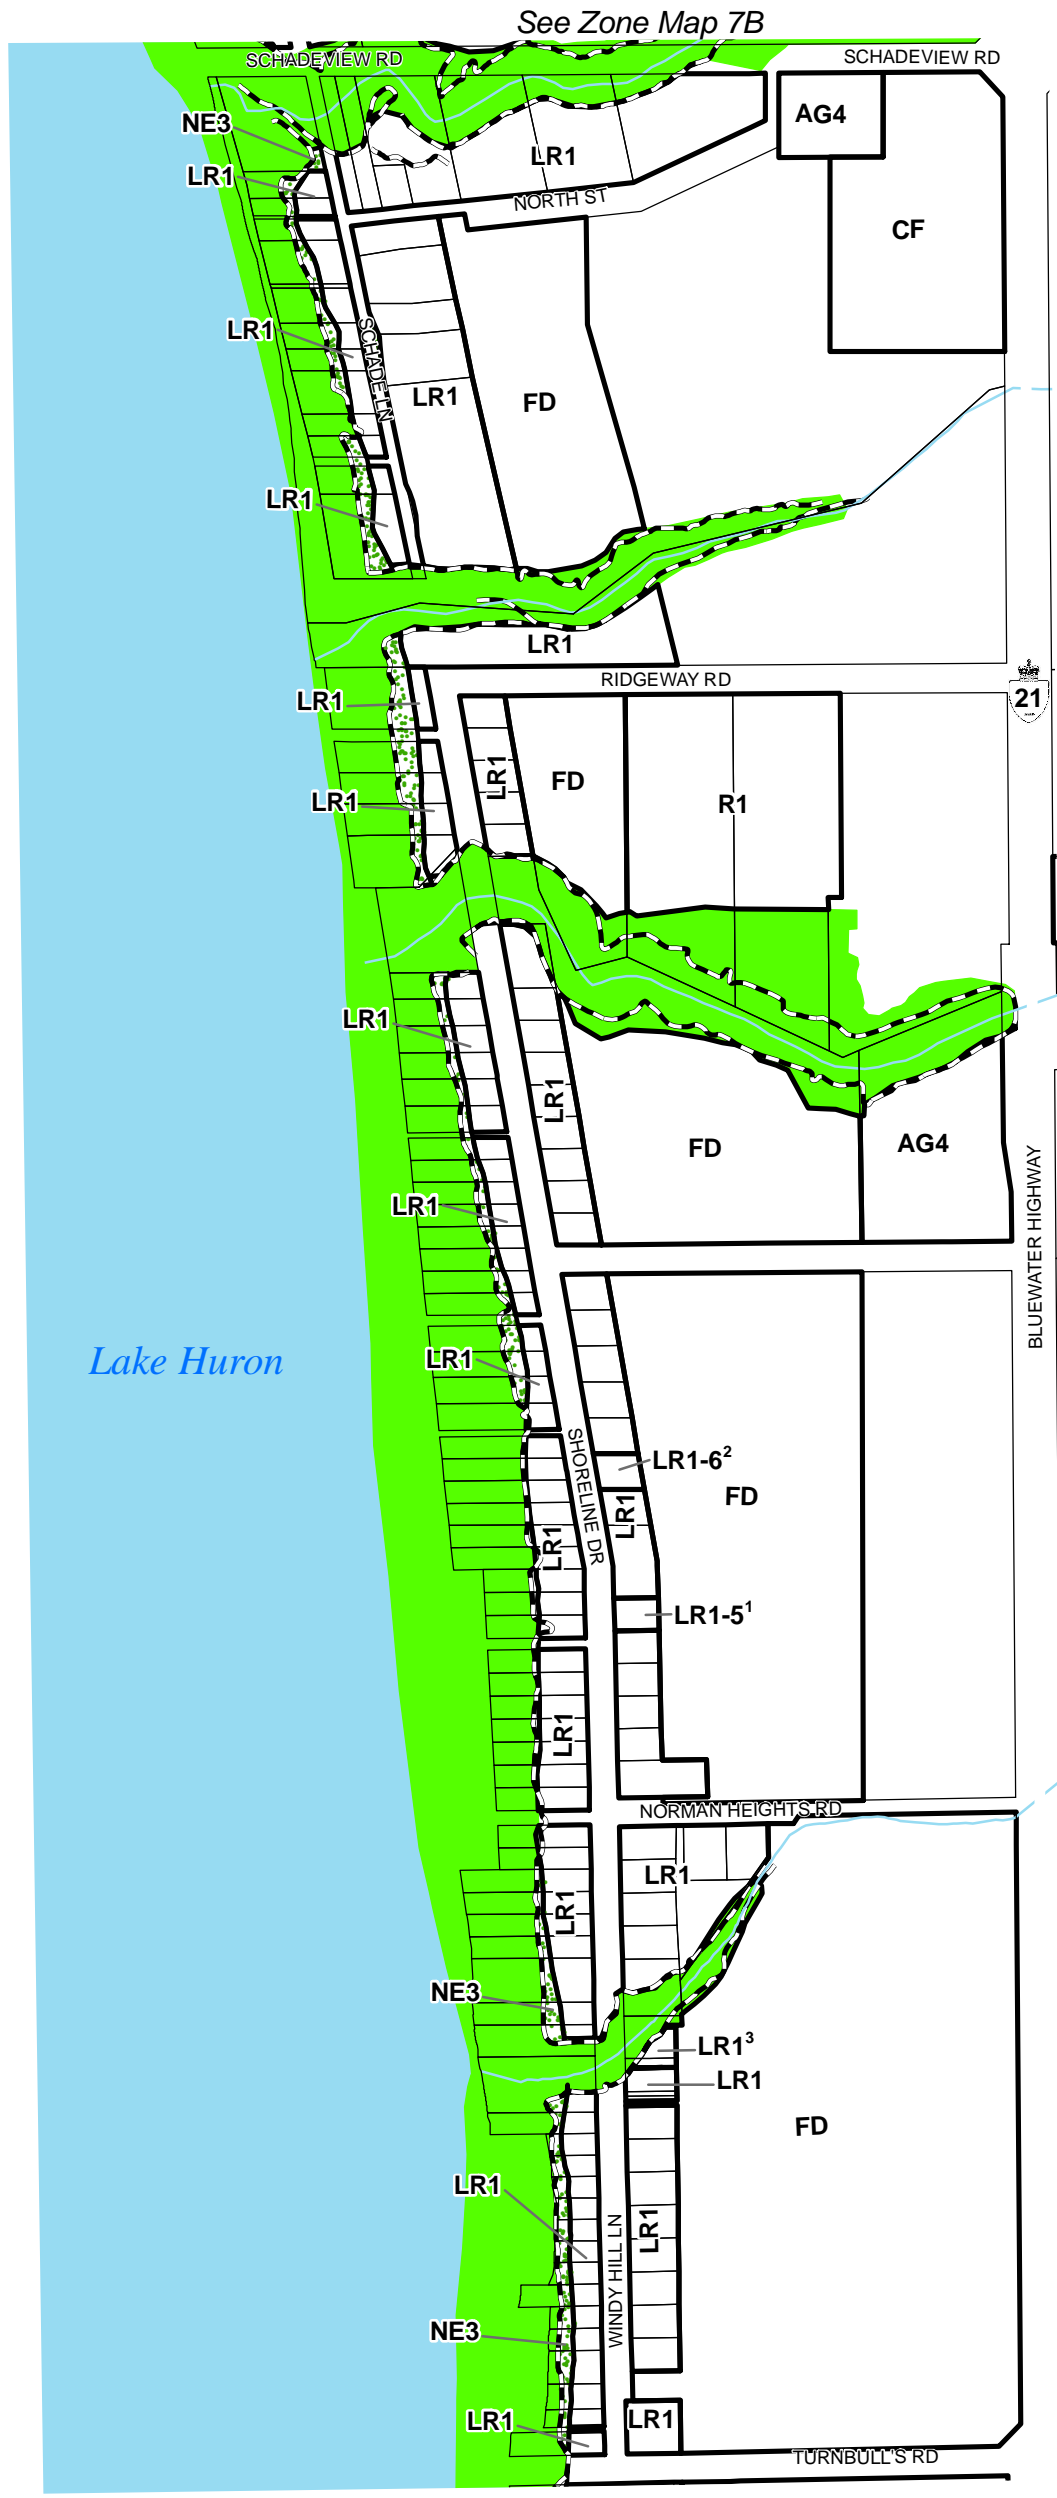 See Zone Map 7B
SCHADEVIEW RD
SCHADEVIEW RD
NE3
AG4
LR1
LR1
NORTH ST
CF
LR1
SCHADE LN
LR1
FD
LR1
LR1
RIDGEWAY RD
LR1
21
LR1
FD
LR1
R1
LR1
LR1
FD
AG4
BLUEWATER HIGHWAY
LR1
Lake Huron
LR1
SHORELINE DR
LR1-6²
FD
LR1
LR1
LR1-5¹
LR1
NORMAN HEIGHTS RD
LR1
LR1
NE3
LR1³
LR1
FD
LR1
LR1
WINDY HILL LN
NE3
LR1
LR1
TURNBULL'S RD